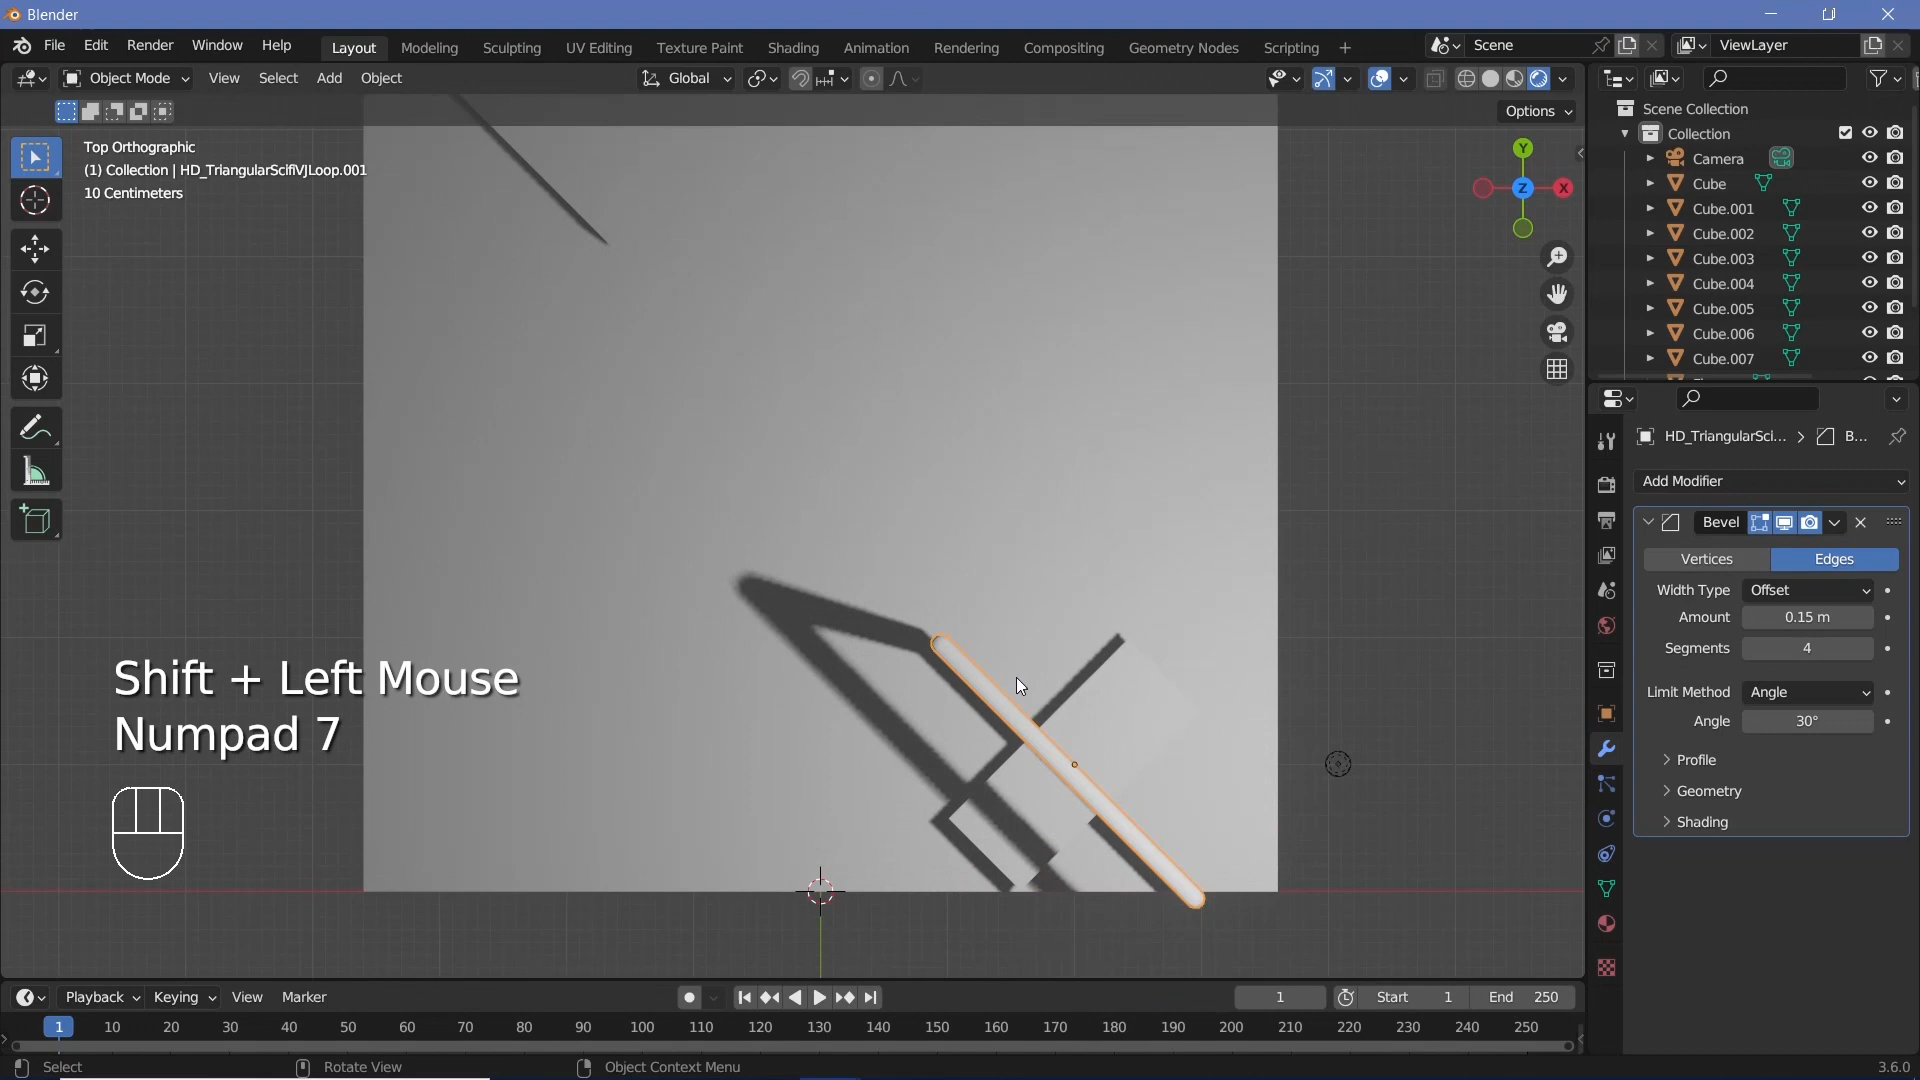 Blender
File Edit Render Window Help
Layout Modeling Sculpting UV Editing Texture Paint Shading Animation Rendering Compositing Geometry Nodes Scripting +
Scene
ViewLayer
Object Mode View Select Add Object
Global
Options
Top Orthographic
(1) Collection | HD_TriangularScifiVJLoop.001
10 Centimeters
Y
Z
X
Shift + Left Mouse
Numpad 7
Scene Collection
Collection
Camera
Cube
Cube.001
Cube.002
Cube.003
Cube.004
Cube.005
Cube.006
Cube.007
HD_TriangularSci... > B...
Add Modifier
Bevel
Vertices Edges
Width Type Offset
Amount 0.15 m
Segments 4
Limit Method Angle
Angle 30°
Profile
Geometry
Shading
Playback Keying View Marker
1 Start 1 End 250
1 10 20 30 40 50 60 70 80 90 100 110 120 130 140 150 160 170 180 190 200 210 220 230 240 250
Select Rotate View Object Context Menu 3.6.0